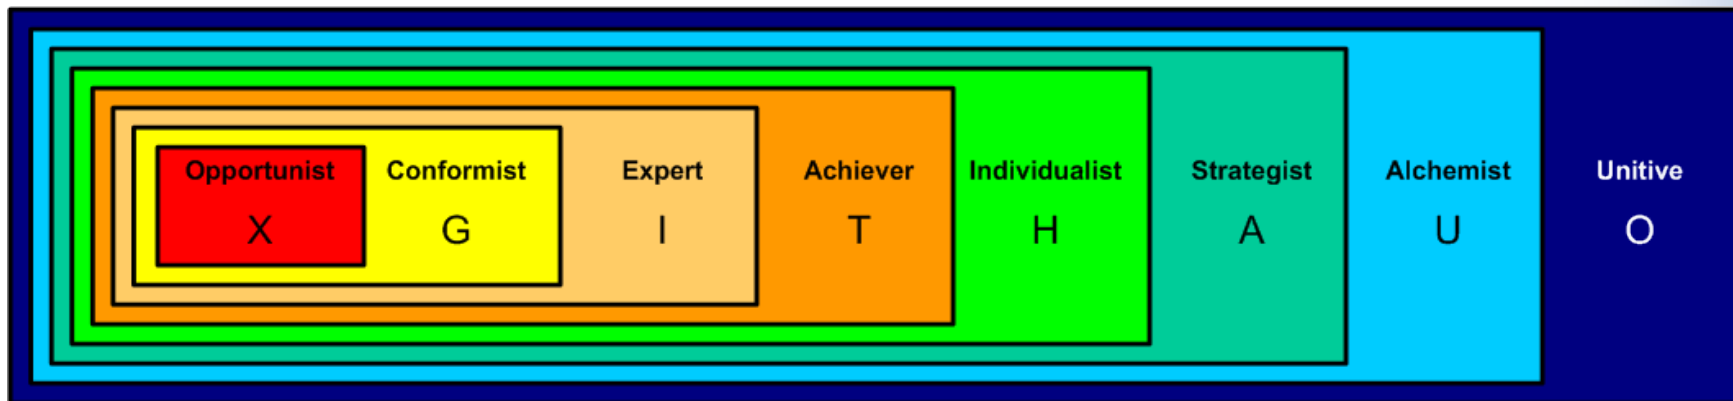 Opportunist Conformist Expert Achiever Individualist Strategist Alchemist Unitive
X G I T H A U O